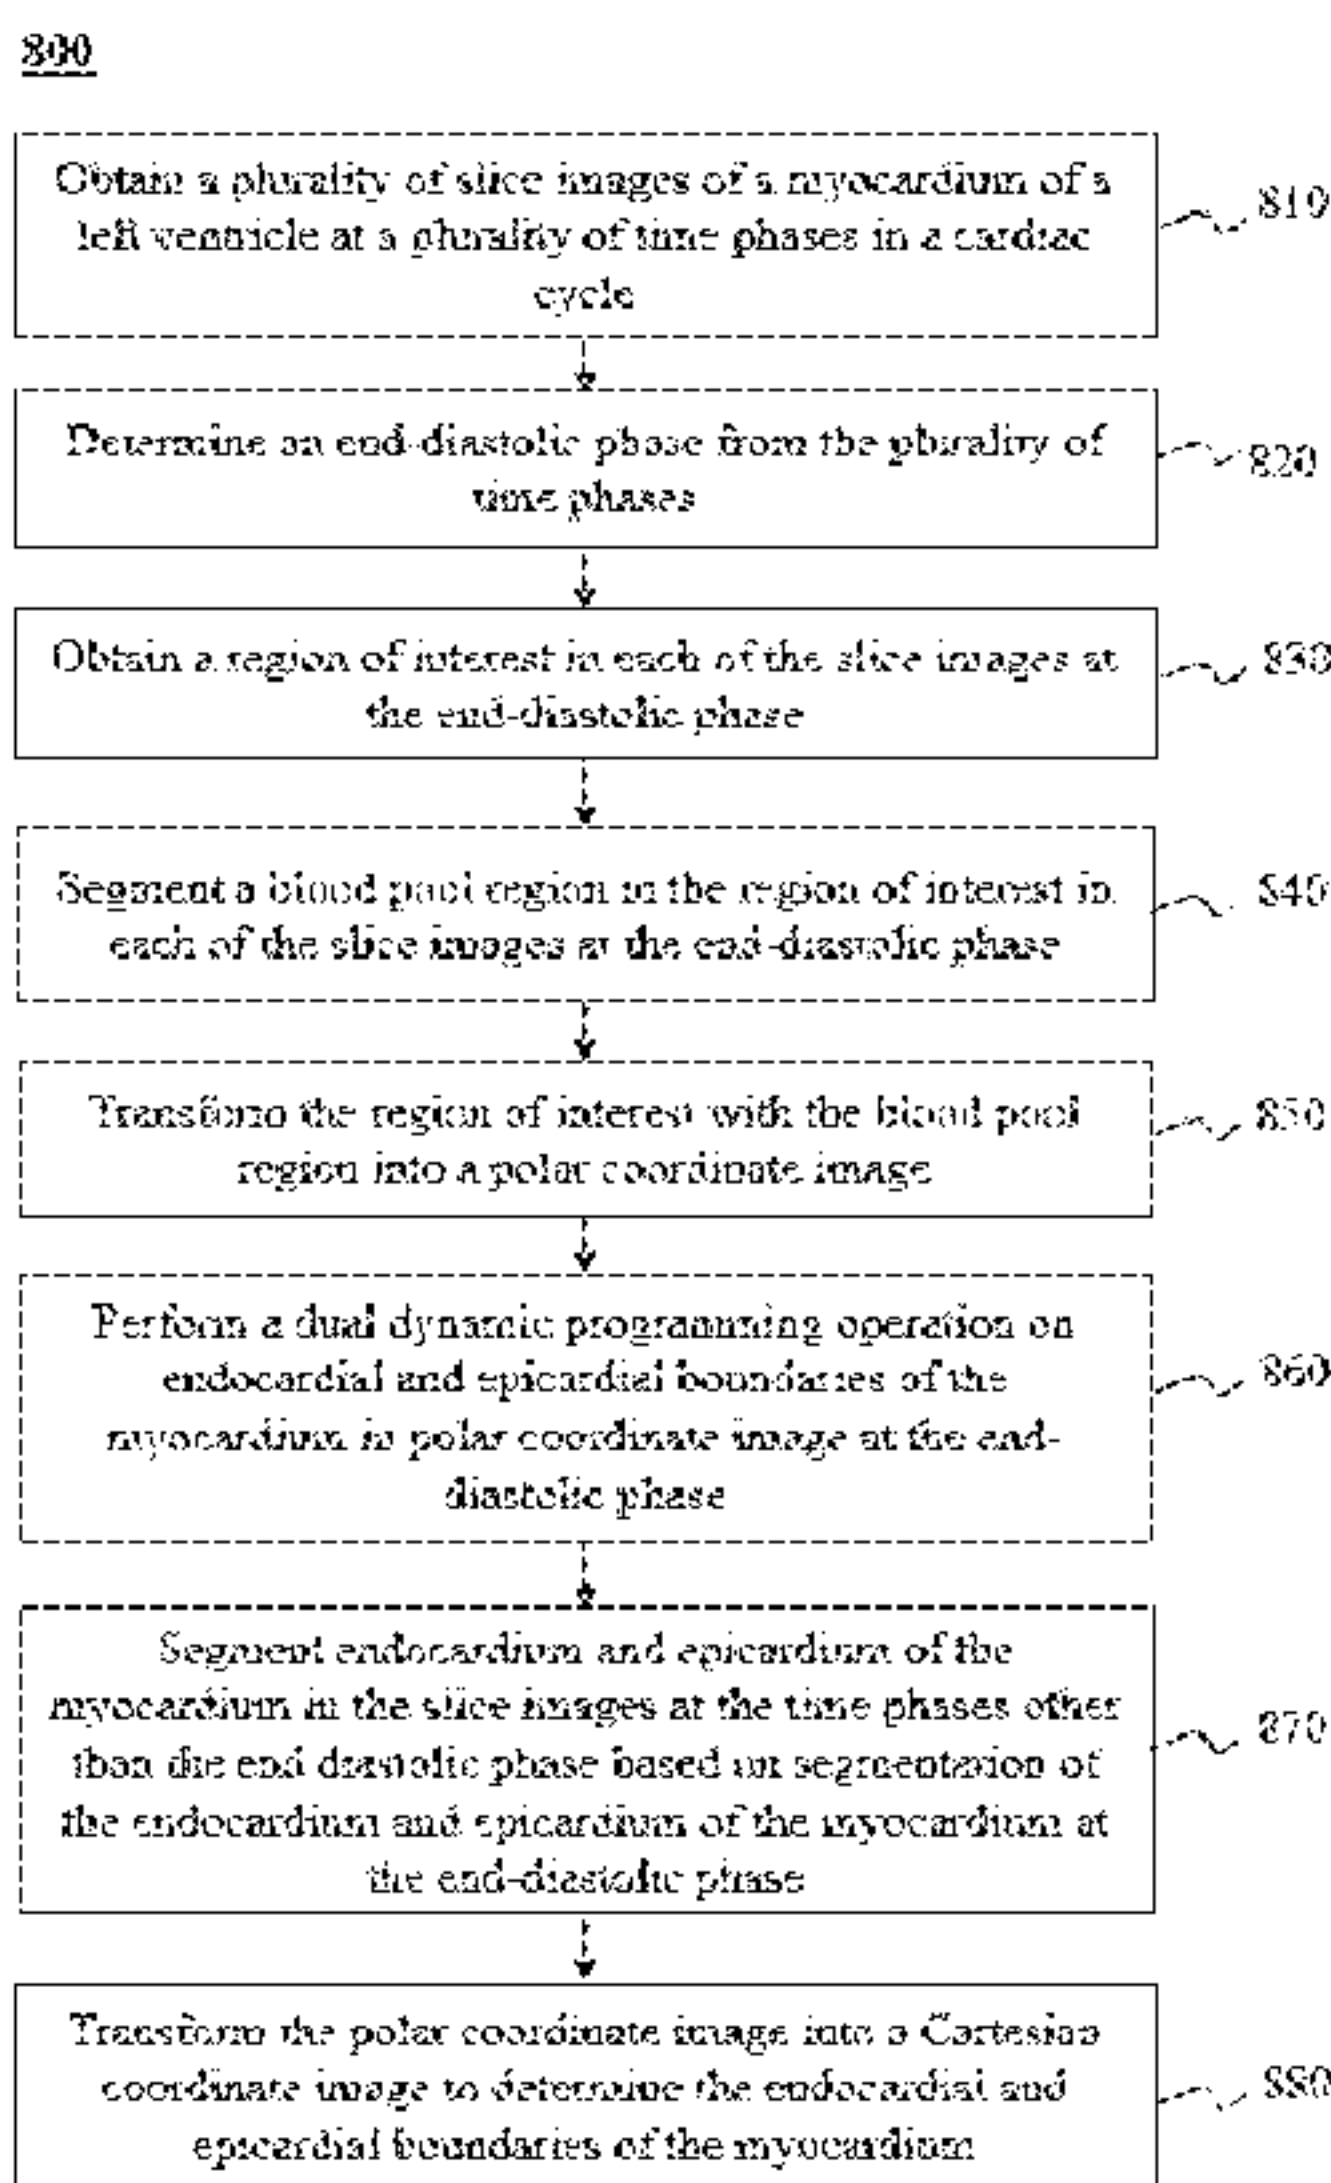 800
Obtain a plurality of slice images of a myocardium of a
left ventricle at a plurality of time phases in a cardiac
cycle
810
Determine an end-diastolic phase from the plurality of
time phases
820
Obtain a region of interest in each of the slice images at
the end-diastolic phase
830
Segment a blood pool region in the region of interest in
each of the slice images at the end-diastolic phase
840
Transform the region of interest with the blood pool
region into a polar coordinate image
850
Perform a dual dynamic programming operation on
endocardial and epicardial boundaries of the
myocardium in polar coordinate image at the end-
diastolic phase
860
Segment endocardium and epicardium of the
myocardium in the slice images at the time phases other
than the end diastolic phase based on segmentation of
the endocardium and epicardium of the myocardium at
the end-diastolic phase
870
Transform the polar coordinate image into a Cartesian
coordinate image to determine the endocardial and
epicardial boundaries of the myocardium
880